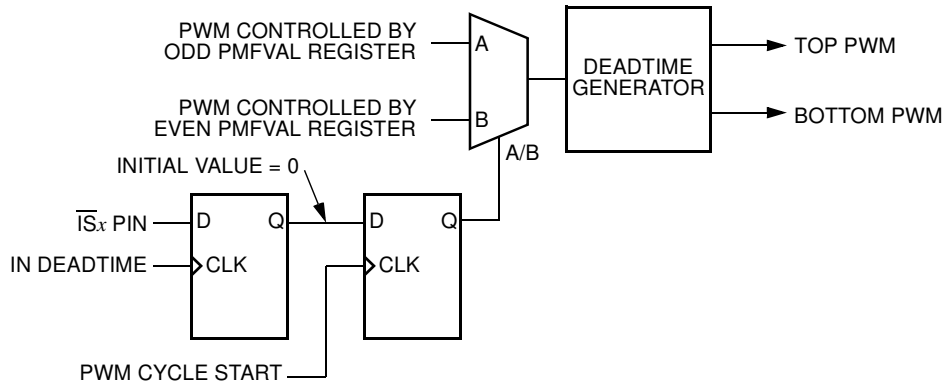 PWM CONTROLLED BY
ODD PMFVAL REGISTER
A
DEADTIME
GENERATOR
TOP PWM
BOTTOM PWM
PWM CONTROLLED BY
EVEN PMFVAL REGISTER
B
A/B
INITIAL VALUE = 0
I̅S̅x PIN
D
Q
D
Q
IN DEADTIME
CLK
CLK
PWM CYCLE START